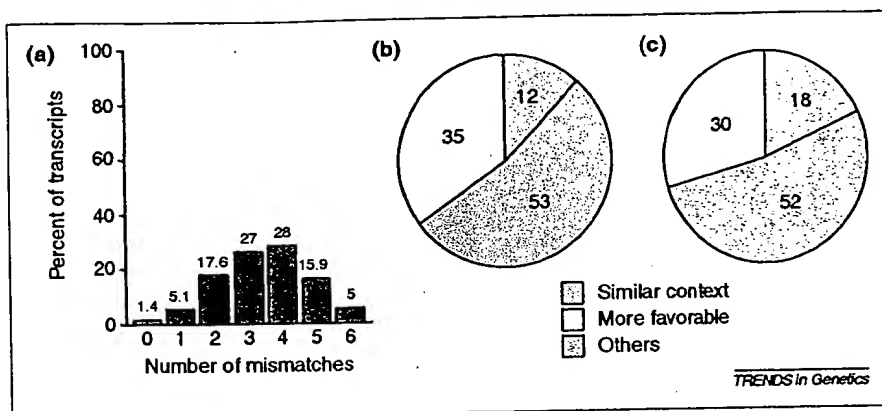 (a)
Percent of transcripts
100
80
60
40
20
0
1.4
5.1
17.6
27
28
15.9
5
0 1 2 3 4 5 6
Number of mismatches
(b)
12
35
53
(c)
18
30
52
Similar context
More favorable
Others
TRENDS in Genetics